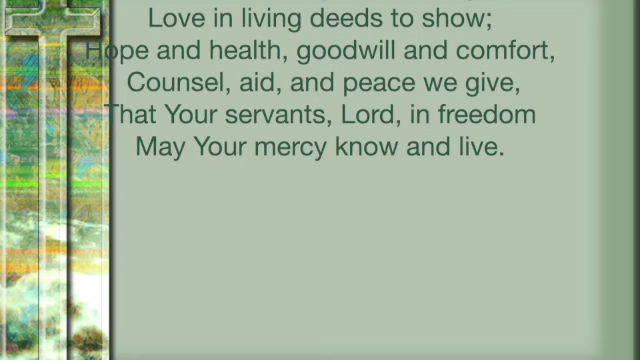 Love in living deeds to show;
Hope and health, goodwill and comfort,
Counsel, aid, and peace we give,
That Your servants, Lord, in freedom
May Your mercy know and live.